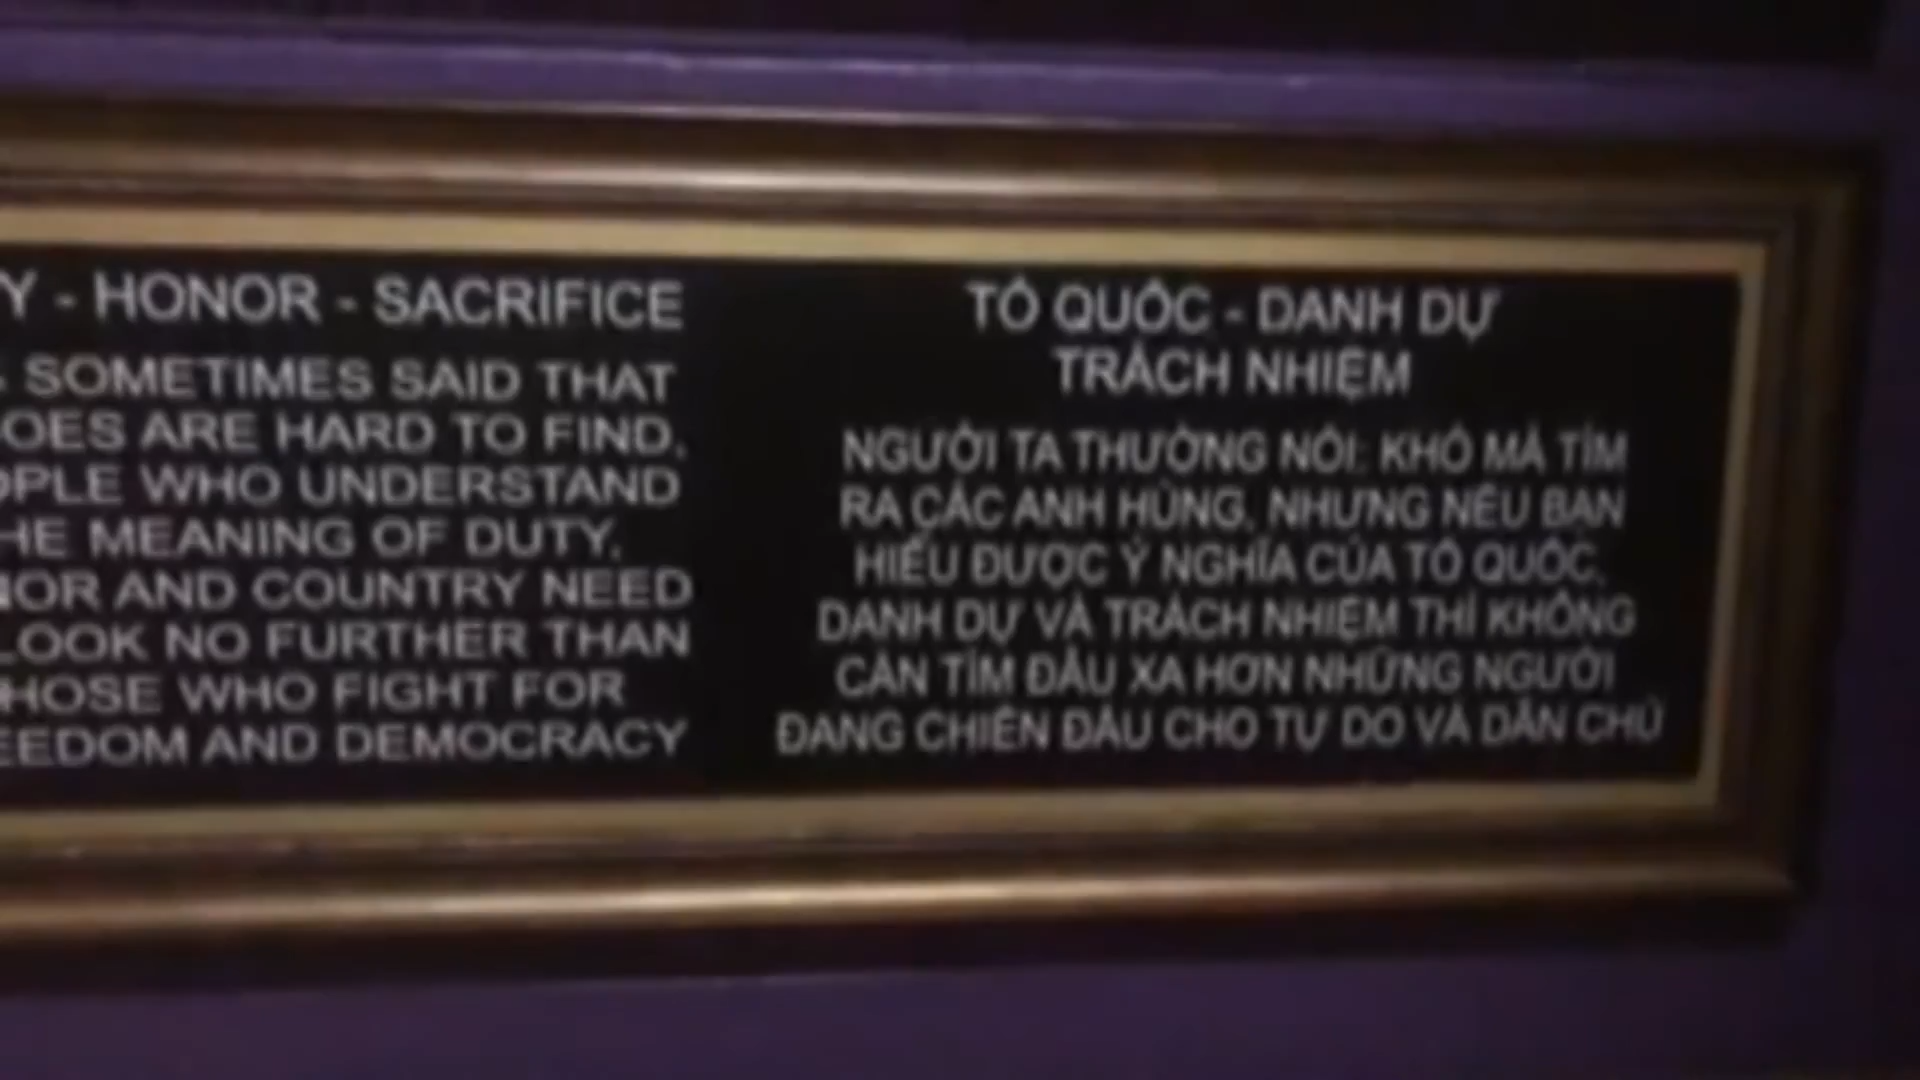 Y - HONOR - SACRIFICE
SOMETIMES SAID THAT
OES ARE HARD TO FIND,
OPLE WHO UNDERSTAND
HE MEANING OF DUTY,
NOR AND COUNTRY NEED
LOOK NO FURTHER THAN
HOSE WHO FIGHT FOR
EEDOM AND DEMOCRACY
TỔ QUỐC - DANH DỰ
TRÁCH NHIỆM
NGƯỜI TA THƯỜNG NÓI: KHÓ MÀ TÌM
RA CÁC ANH HÙNG, NHƯNG NẾU BẠN
HIỂU ĐƯỢC Ý NGHĨA CỦA TỔ QUỐC,
DANH DỰ VÀ TRÁCH NHIỆM THÌ KHÔNG
CẦN TÌM ĐÂU XA HƠN NHỮNG NGƯỜI
ĐANG CHIẾN ĐẤU CHO TỰ DO VÀ DÂN CHỦ